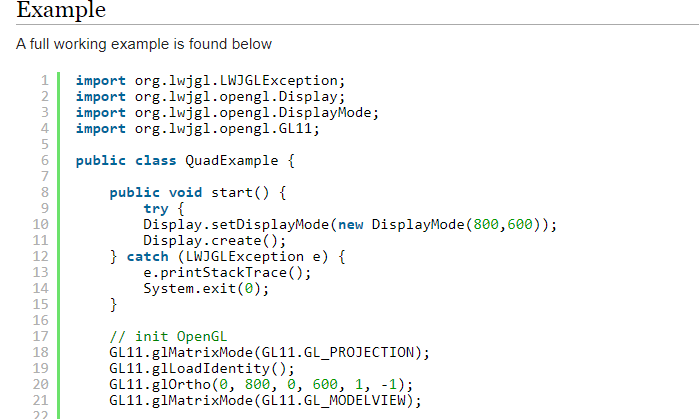 Example
A full working example is found below
1 import org.lwjgl.LWJGLException;
2 import org.lwjgl.opengl.Display;
3 import org.lwjgl.opengl.DisplayMode;
4 import org.lwjgl.opengl.GL11;
5
6 public class QuadExample {
7
8     public void start() {
9         try {
10         Display.setDisplayMode(new DisplayMode(800,600));
11         Display.create();
12     } catch (LWJGLException e) {
13         e.printStackTrace();
14         System.exit(0);
15     }
16
17     // init OpenGL
18     GL11.glMatrixMode(GL11.GL_PROJECTION);
19     GL11.glLoadIdentity();
20     GL11.glOrtho(0, 800, 0, 600, 1, -1);
21     GL11.glMatrixMode(GL11.GL_MODELVIEW);
22